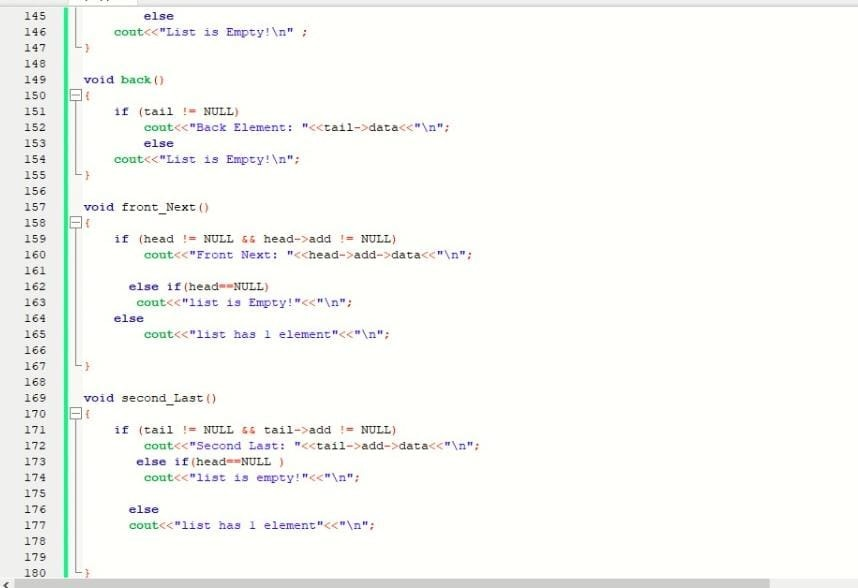 145 else
146 cout<<"List is Empty!\n" ;
147 }
148
149 void back()
150 {
151 if (tail != NULL)
152 cout<<"Back Element: "<<tail->data<<"\n";
153 else
154 cout<<"List is Empty!\n";
155 }
156
157 void front_Next()
158 {
159 if (head != NULL && head->add != NULL)
160 cout<<"Front Next: "<<head->add->data<<"\n";
161
162 else if(head==NULL)
163 cout<<"list is Empty!"<<"\n";
164 else
165 cout<<"list has 1 element"<<"\n";
166
167 }
168
169 void second_Last()
170 {
171 if (tail != NULL && tail->add != NULL)
172 cout<<"Second Last: "<<tail->add->data<<"\n";
173 else if(head==NULL )
174 cout<<"list is empty!"<<"\n";
175
176 else
177 cout<<"list has 1 element"<<"\n";
178
179
180 }